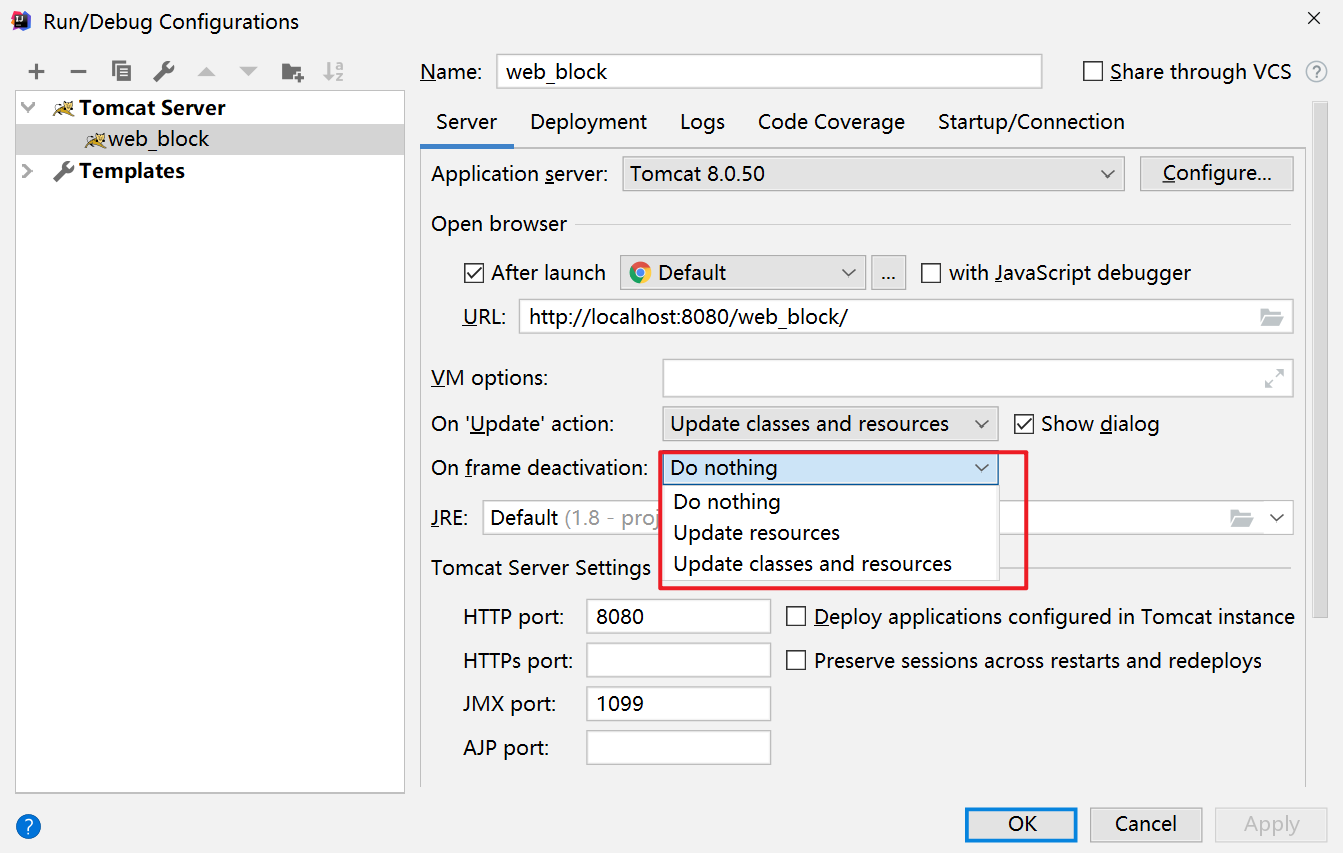 Run/Debug Configurations
Name: web_block Share through VCS ?
Tomcat Server
web_block
Templates
Server Deployment Logs Code Coverage Startup/Connection
Application server: Tomcat 8.0.50 Configure...
Open browser
After launch Default ... with JavaScript debugger
URL: http://localhost:8080/web_block/
VM options:
On 'Update' action: Update classes and resources Show dialog
On frame deactivation: Do nothing
Do nothing
Update resources
Update classes and resources
JRE: Default (1.8 - proj
Tomcat Server Settings
HTTP port: 8080 Deploy applications configured in Tomcat instance
HTTPs port: Preserve sessions across restarts and redeploys
JMX port: 1099
AJP port:
? OK Cancel Apply